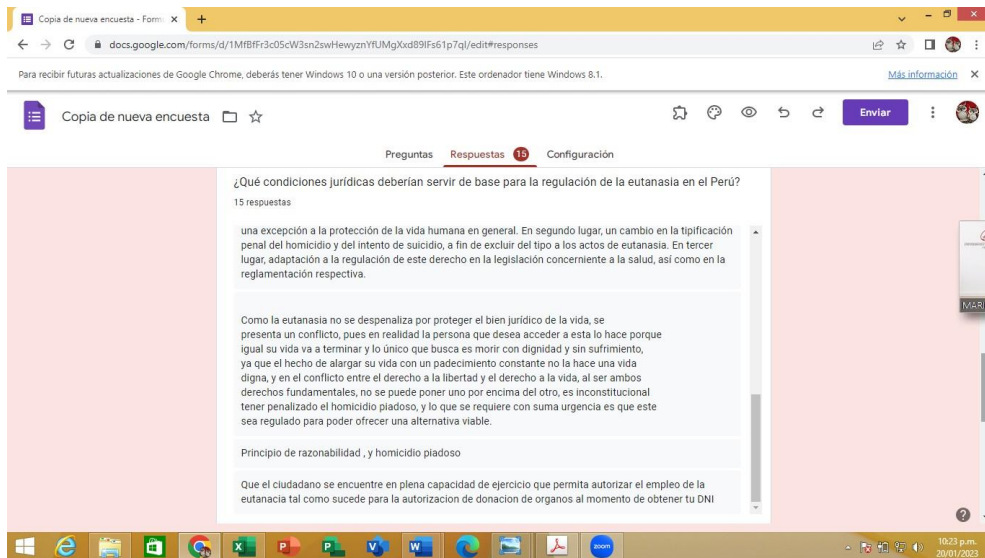 Copia de nueva encuesta - Form
docs.google.com/forms/d/1MfBfFr3c05cW3sn2swHewyznYfUMgXxd89IFs61p7qI/edit#responses
Para recibir futuras actualizaciones de Google Chrome, deberás tener Windows 10 o una versión posterior. Este ordenador tiene Windows 8.1.
Más información
Copia de nueva encuesta
Enviar
Preguntas Respuestas 15 Configuración
¿Qué condiciones jurídicas deberían servir de base para la regulación de la eutanasia en el Perú?
15 respuestas
una excepción a la protección de la vida humana en general. En segundo lugar, un cambio en la tipificación
penal del homicidio y del intento de suicidio, a fin de excluir del tipo a los actos de eutanasia. En tercer
lugar, adaptación a la regulación de este derecho en la legislación concerniente a la salud, así como en la
reglamentación respectiva.
Como la eutanasia no se despenaliza por proteger el bien jurídico de la vida, se
presenta un conflicto, pues en realidad la persona que desea acceder a esta lo hace porque
igual su vida va a terminar y lo único que busca es morir con dignidad y sin sufrimiento,
ya que el hecho de alargar su vida con un padecimiento constante no la hace una vida
digna, y en el conflicto entre el derecho a la libertad y el derecho a la vida, al ser ambos
derechos fundamentales, no se puede poner uno por encima del otro, es inconstitucional
tener penalizado el homicidio piadoso, y lo que se requiere con suma urgencia es que este
sea regulado para poder ofrecer una alternativa viable.
Principio de razonabilidad , y homicidio piadoso
Que el ciudadano se encuentre en plena capacidad de ejercicio que permita autorizar el empleo de la
eutanacia tal como sucede para la autorizacion de donacion de organos al momento de obtener tu DNI
MARI
zoom
10:23 p.m.
20/01/2023